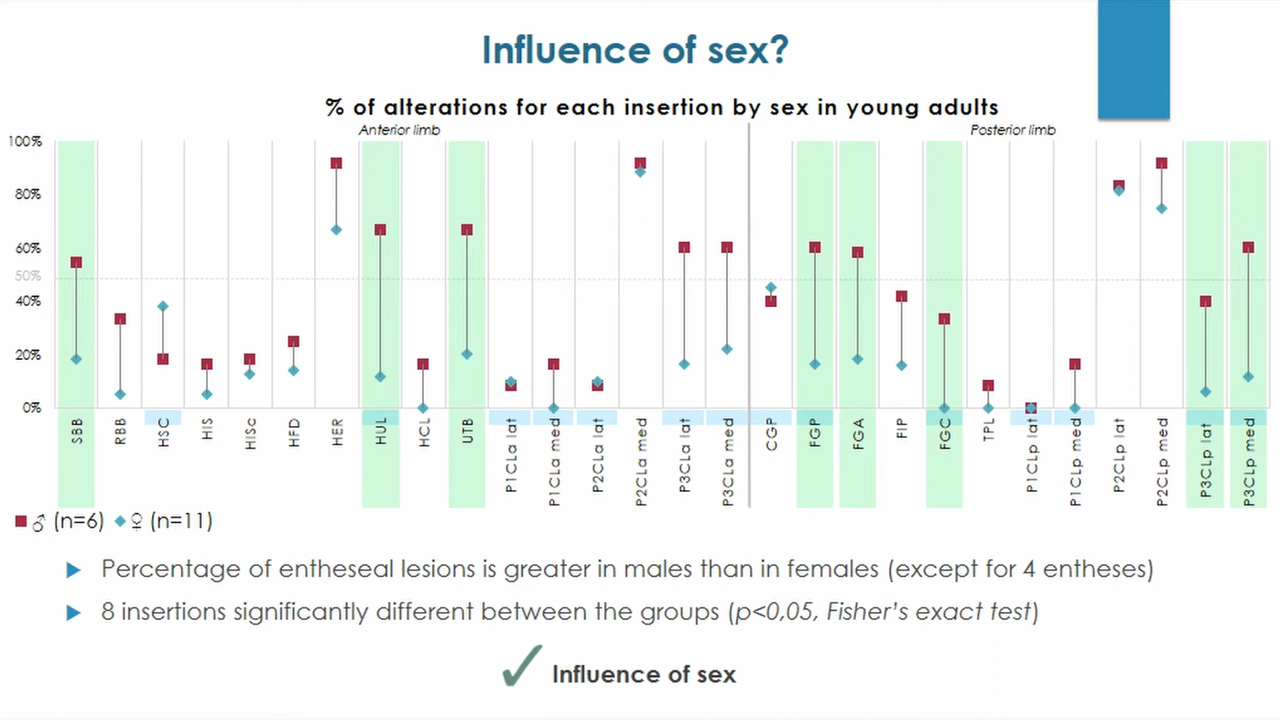 Influence of sex?
% of alterations for each insertion by sex in young adults
Anterior limb
Posterior limb
100%
80%
60%
50%
40%
20%
0%
SBB
RBB
HSC
HIS
HISc
HFD
HER
HUL
HCL
UTB
P1CLa lat
P1CLa med
P2CLa lat
P2CLa med
P3CLa lat
P3CLa med
CGP
FGP
FGA
FIP
FGC
TPL
P1CLp lat
P1CLp med
P2CLp lat
P2CLp med
P3CLp lat
P3CLp med
♂ (n=6) ♀ (n=11)
Percentage of entheseal lesions is greater in males than in females (except for 4 entheses)
8 insertions significantly different between the groups (p<0,05, Fisher's exact test)
Influence of sex